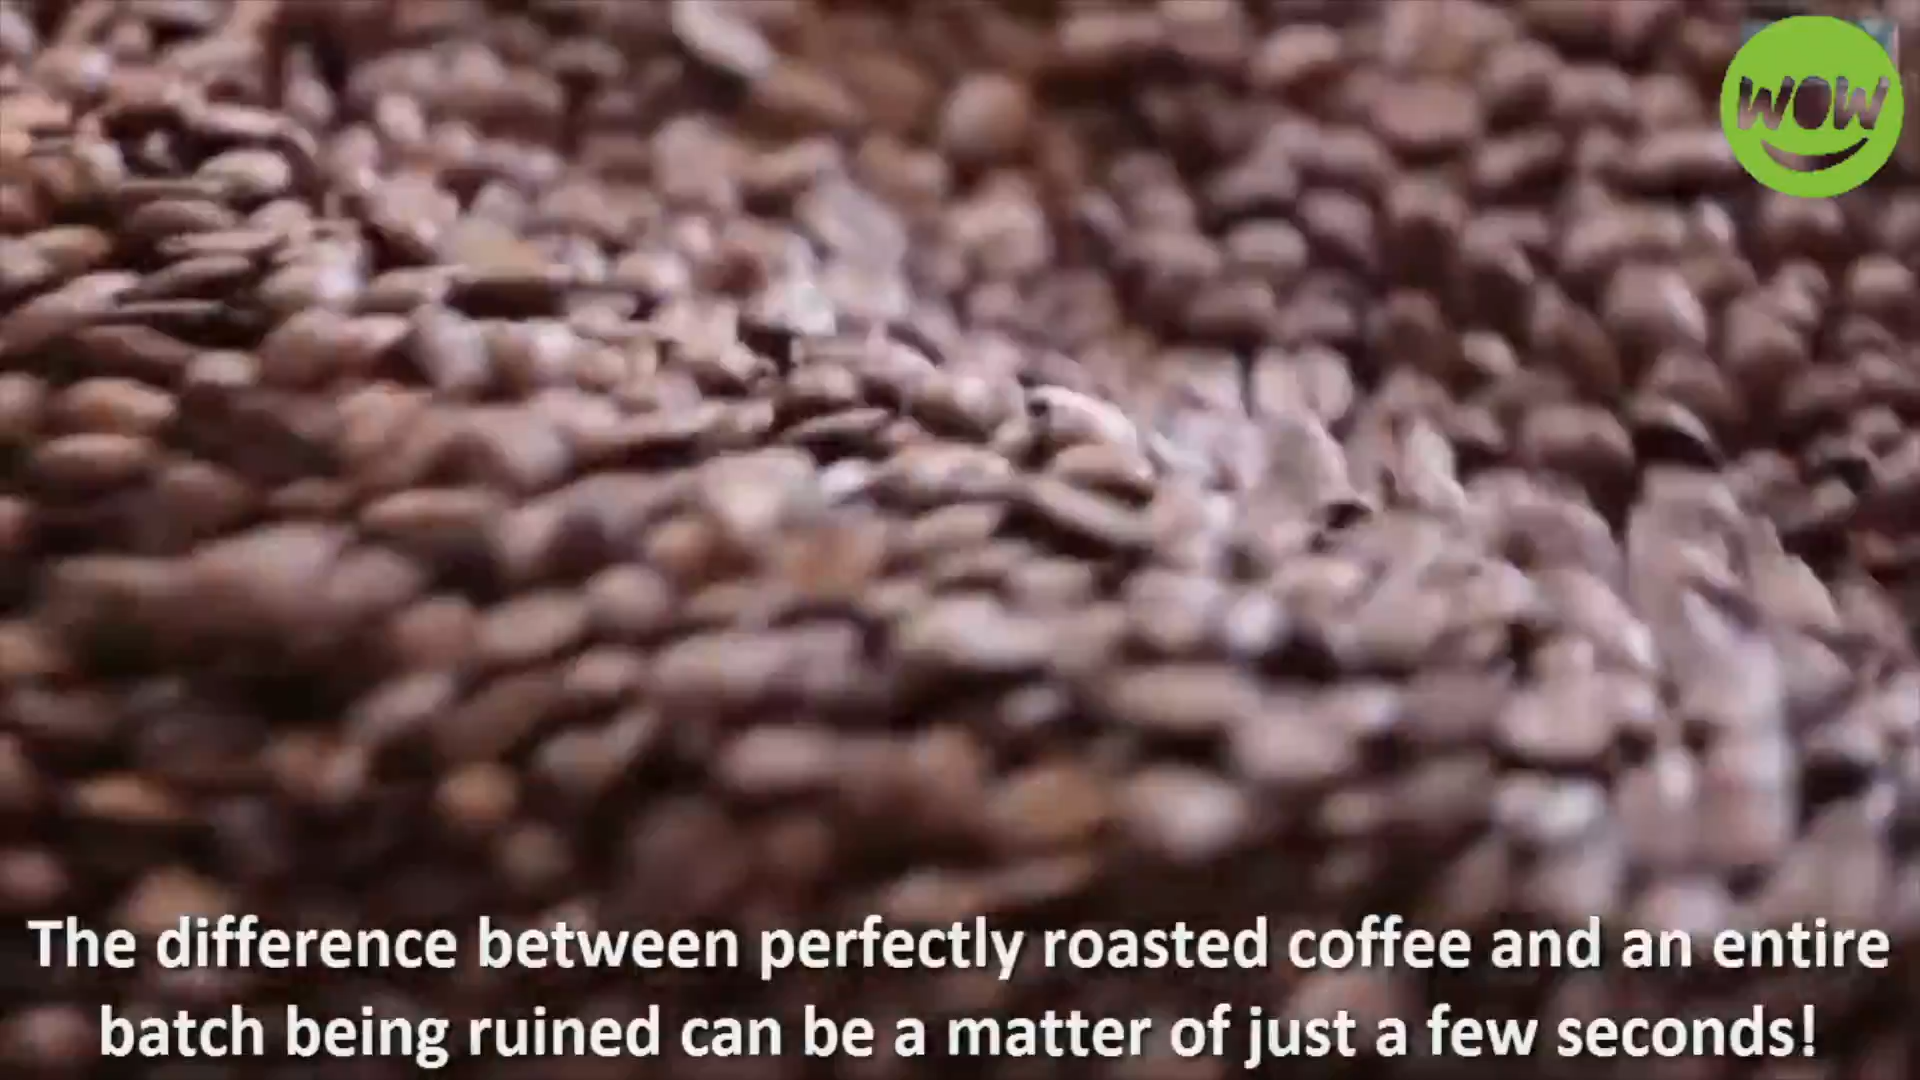 WOW
The difference between perfectly roasted coffee and an entire
batch being ruined can be a matter of just a few seconds!